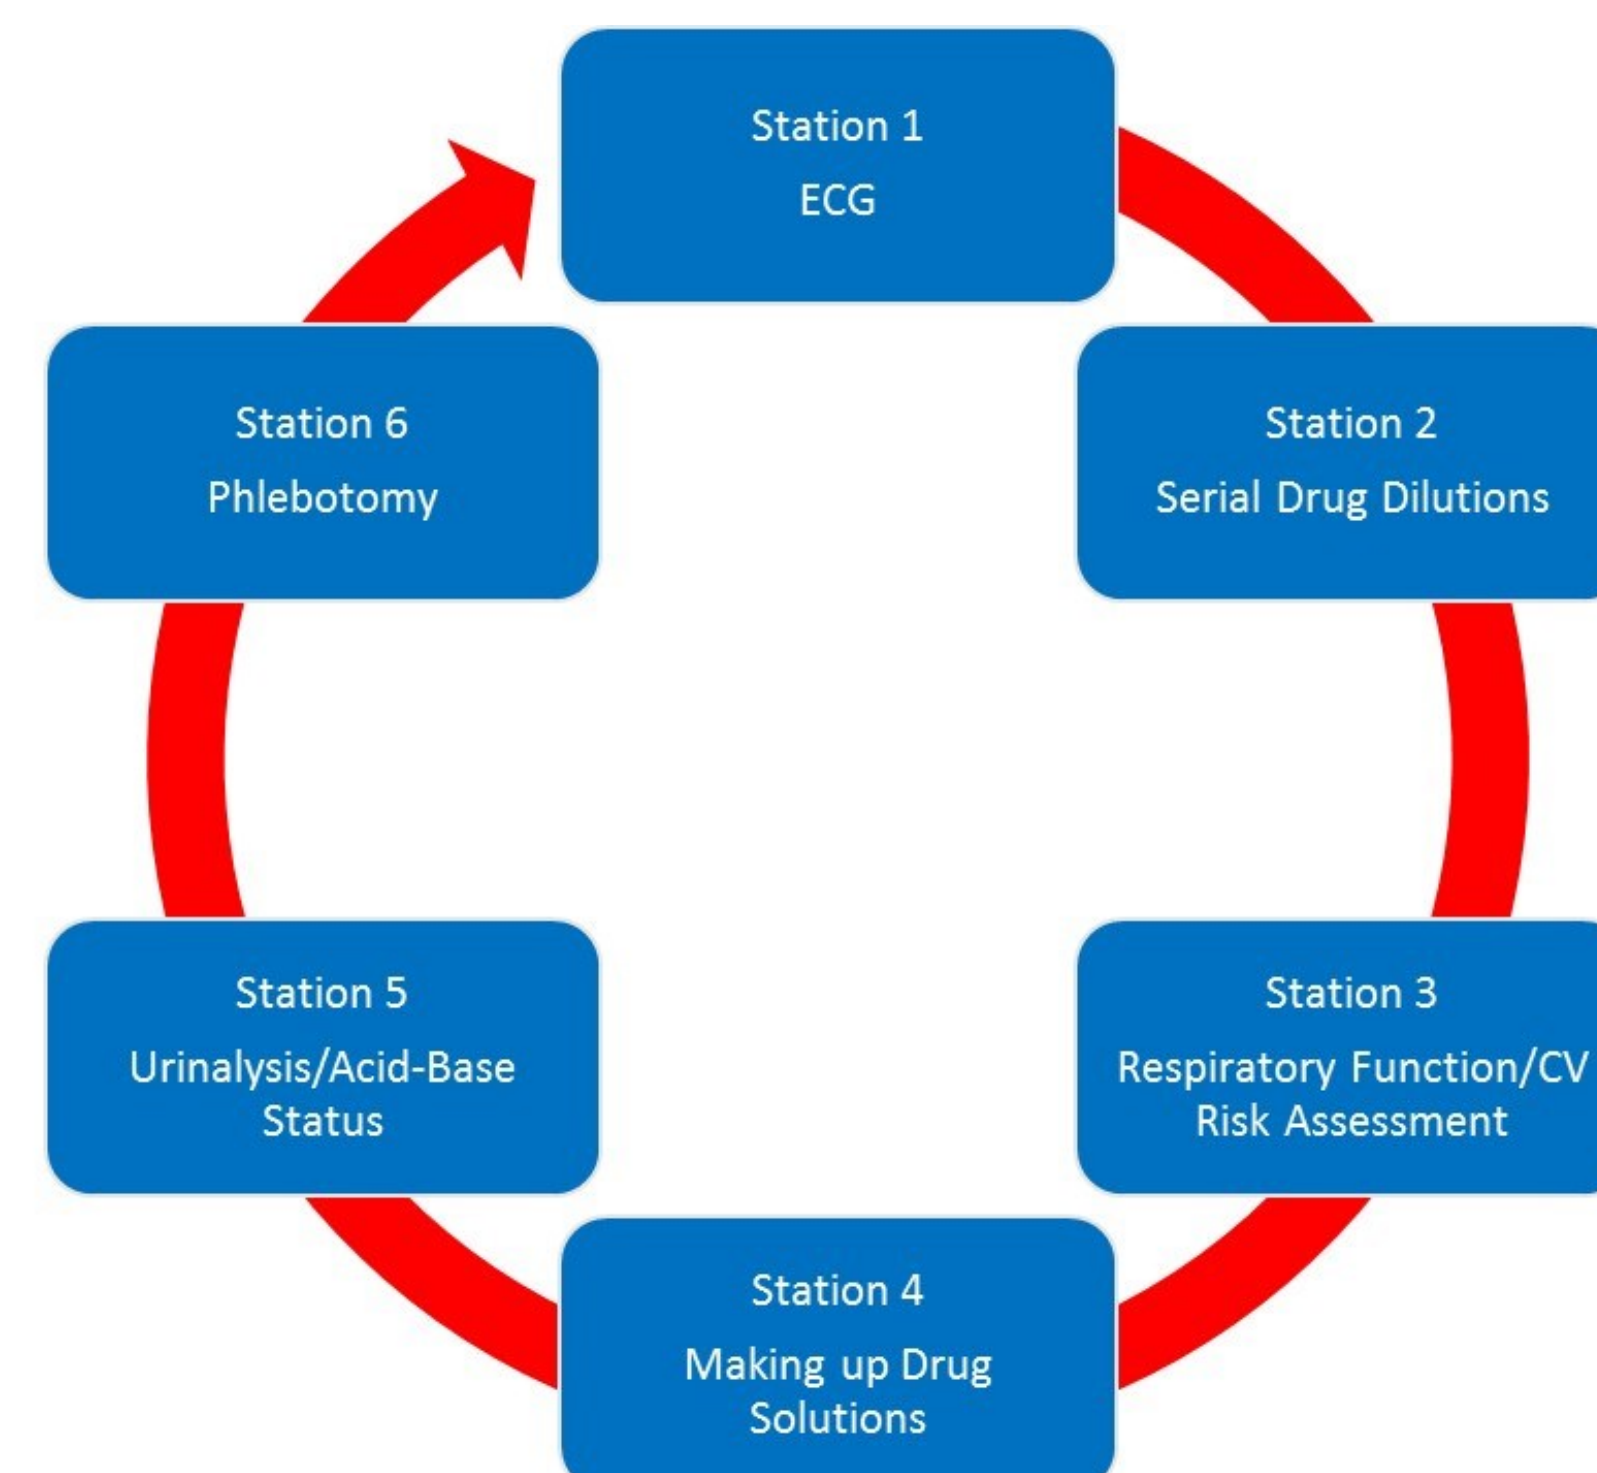 Station 1
ECG
Station 2
Serial Drug Dilutions
Station 3
Respiratory Function/CV
Risk Assessment
Station 4
Making up Drug
Solutions
Station 5
Urinalysis/Acid-Base
Status
Station 6
Phlebotomy